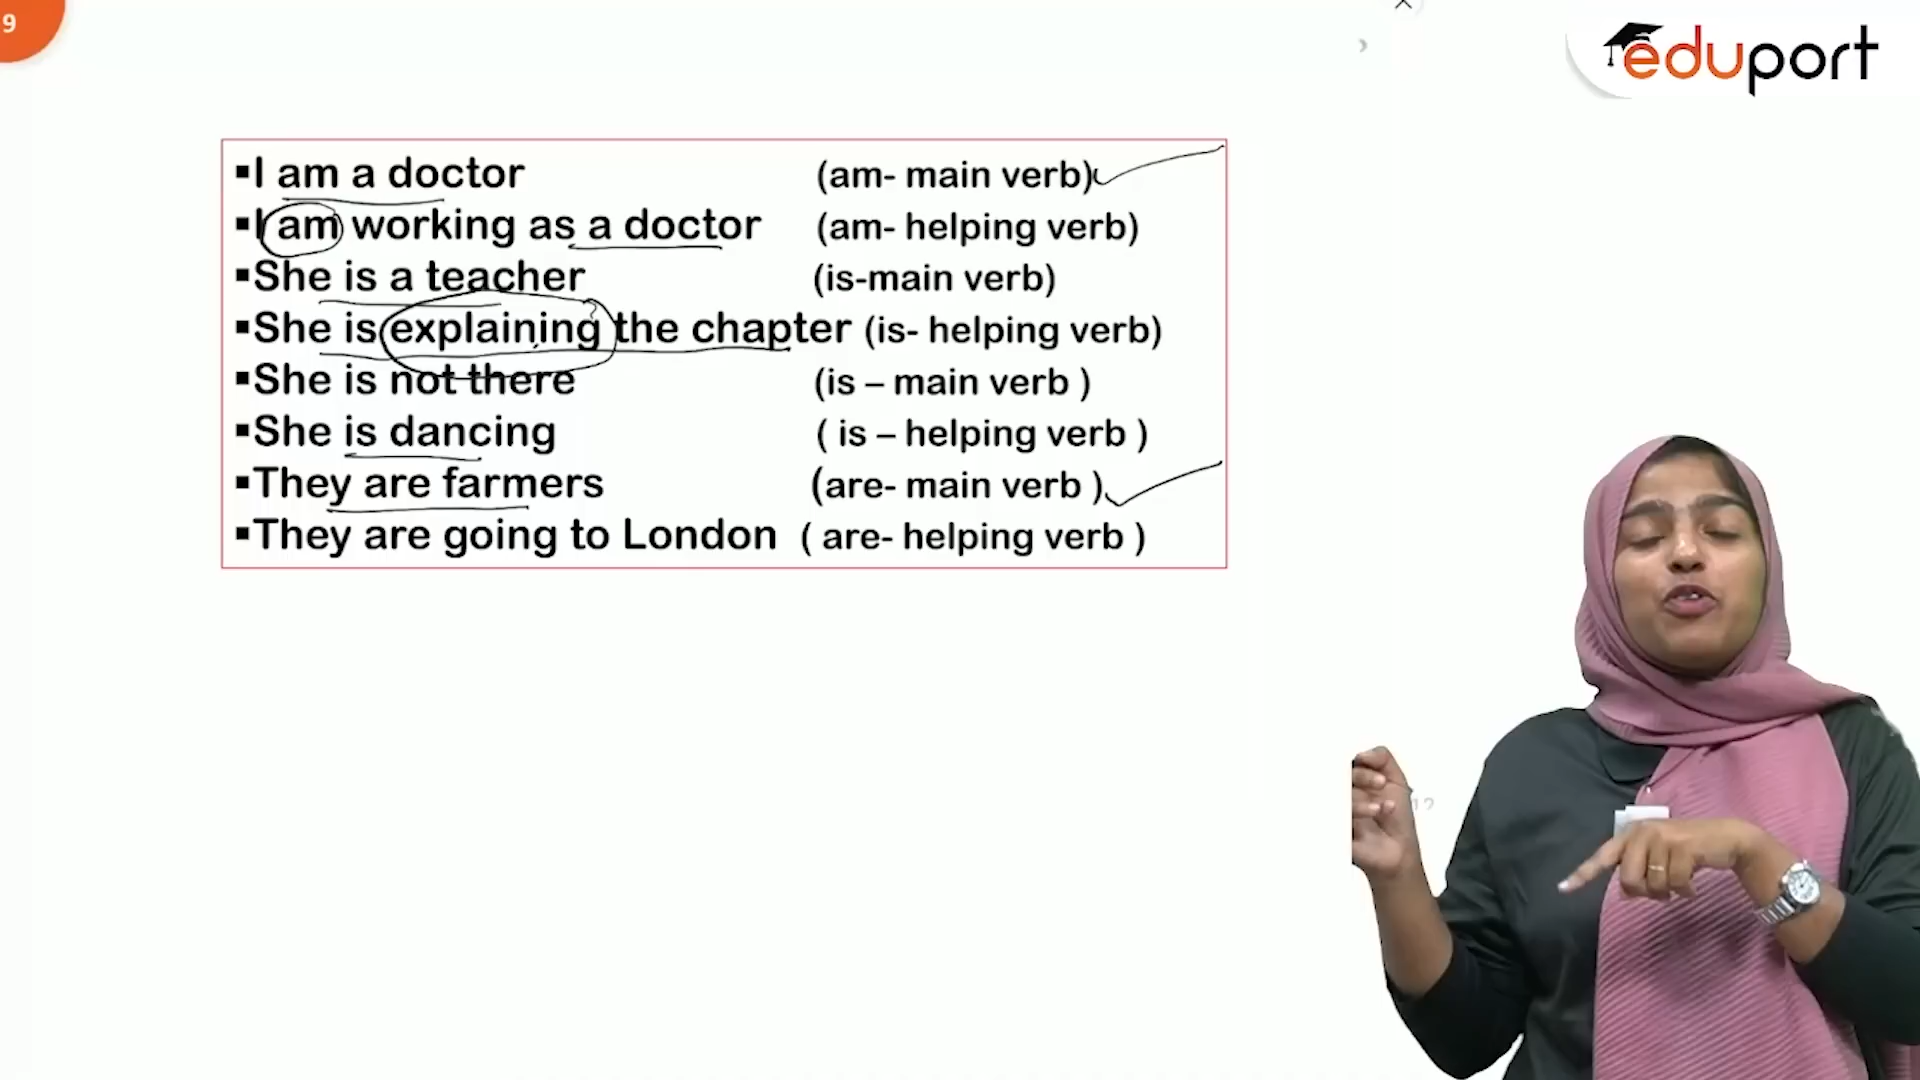 9
eduport
▪I am a doctor (am- main verb)
▪I am working as a doctor (am- helping verb)
▪She is a teacher (is-main verb)
▪She is explaining the chapter (is- helping verb)
▪She is not there (is – main verb )
▪She is dancing ( is – helping verb )
▪They are farmers (are- main verb )
▪They are going to London ( are- helping verb )
12